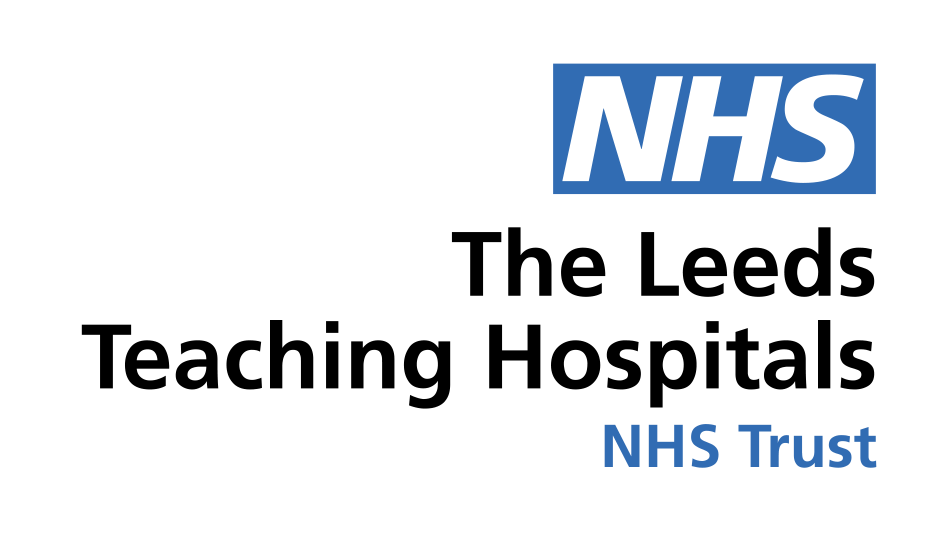 NHS
The Leeds
Teaching Hospitals
NHS Trust